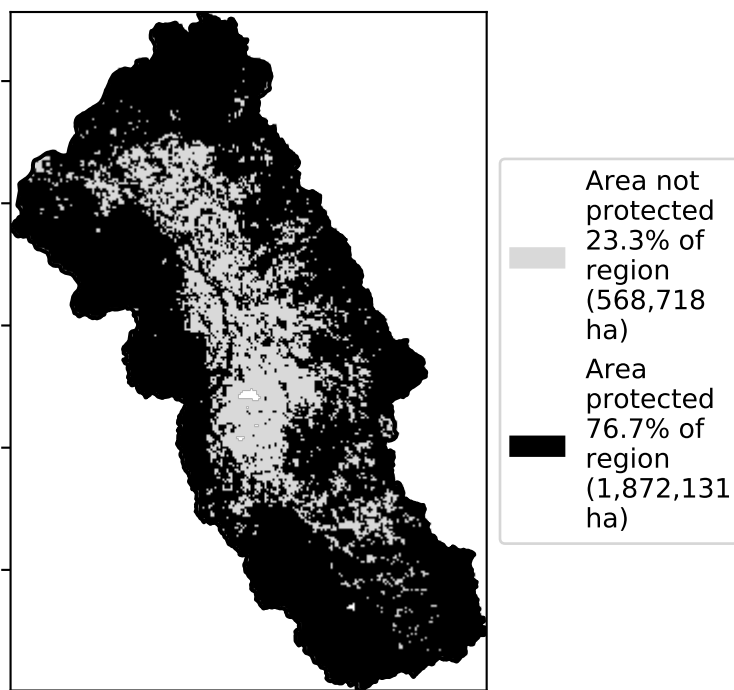 Area not
protected
23.3% of
region
(568,718
ha)
Area
protected
76.7% of
region
(1,872,131
ha)